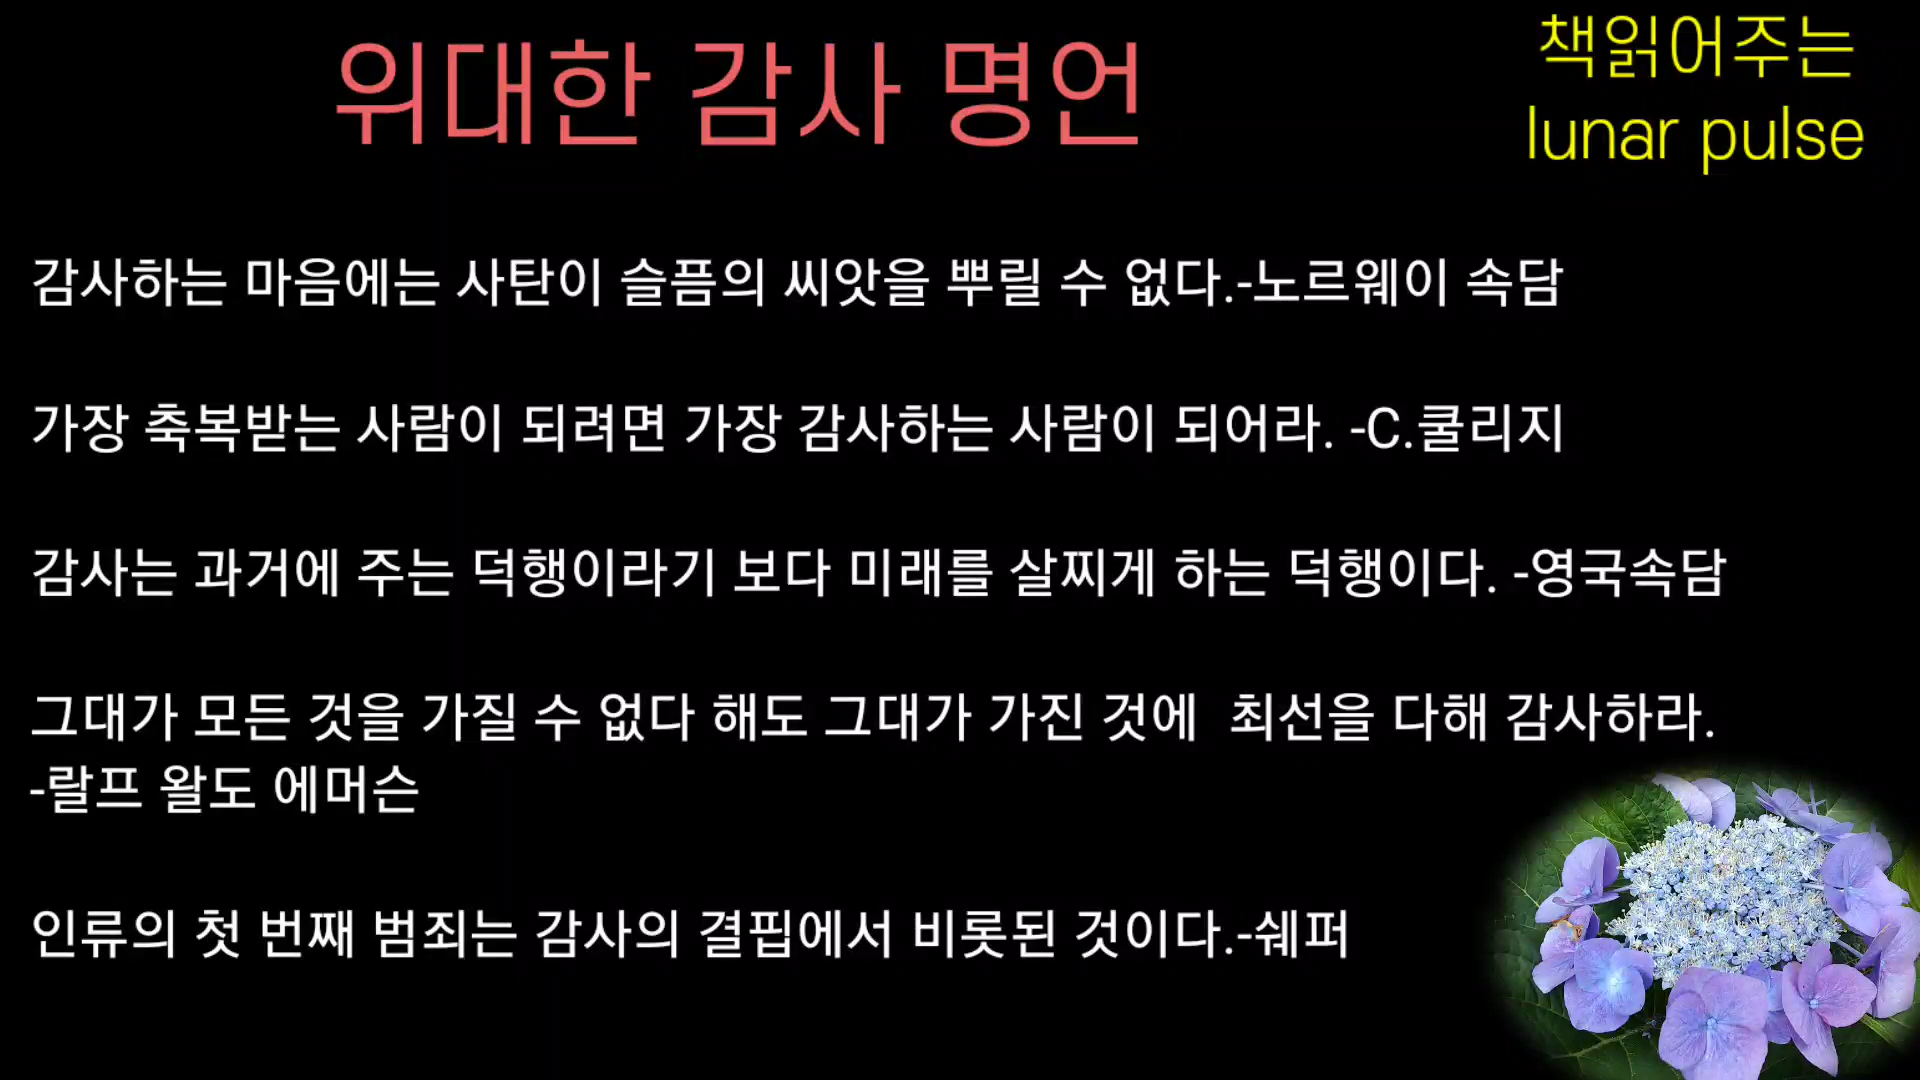 위대한 감사 명언
책읽어주는
lunar pulse
감사하는 마음에는 사탄이 슬픔의 씨앗을 뿌릴 수 없다.-노르웨이 속담
가장 축복받는 사람이 되려면 가장 감사하는 사람이 되어라. -C.쿨리지
감사는 과거에 주는 덕행이라기 보다 미래를 살찌게 하는 덕행이다. -영국속담
그대가 모든 것을 가질 수 없다 해도 그대가 가진 것에  최선을 다해 감사하라.
-랄프 왈도 에머슨
인류의 첫 번째 범죄는 감사의 결핍에서 비롯된 것이다.-쉐퍼